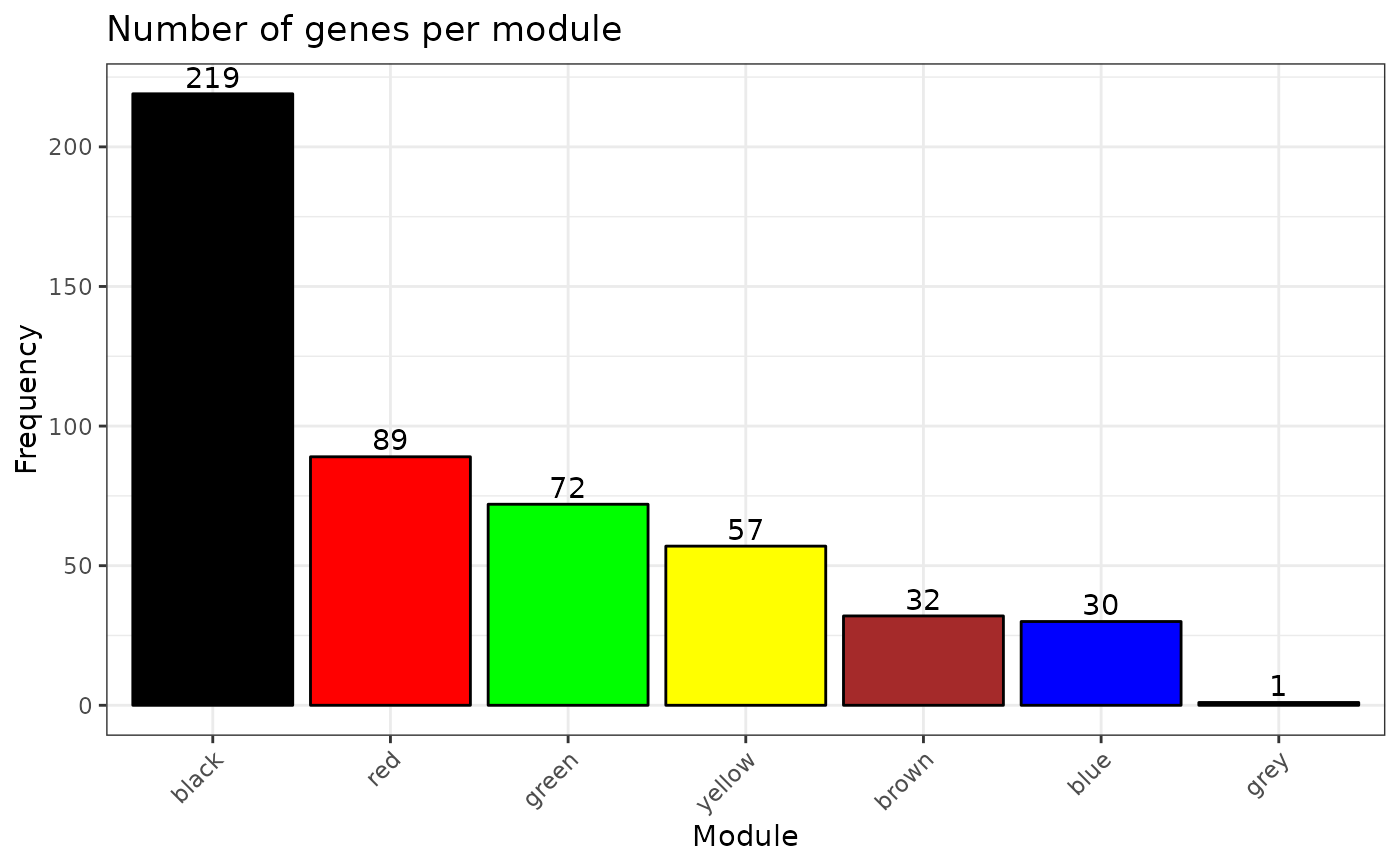 Number of genes per module
219
89
72
57
32
30
1
200
150
100
50
0
Frequency
black
red
green
yellow
brown
blue
grey
Module